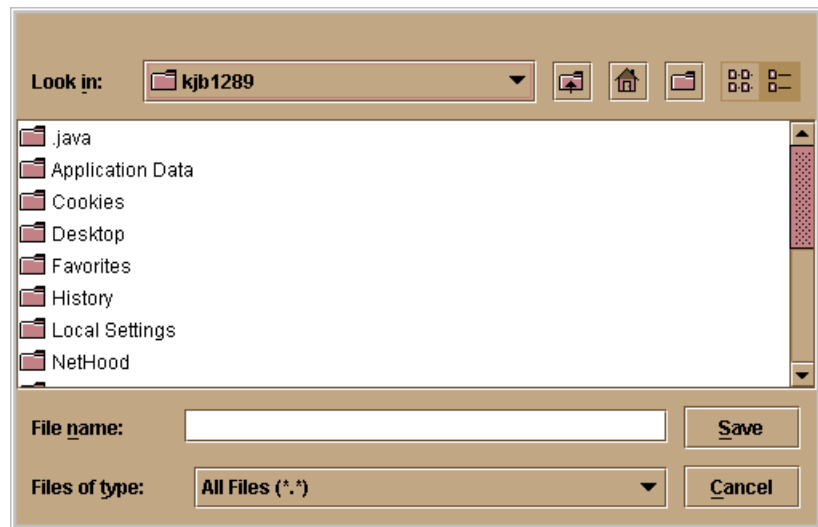 Look in: kjb1289
.java
Application Data
Cookies
Desktop
Favorites
History
Local Settings
NetHood
File name: Save
Files of type: All Files (*.*) Cancel